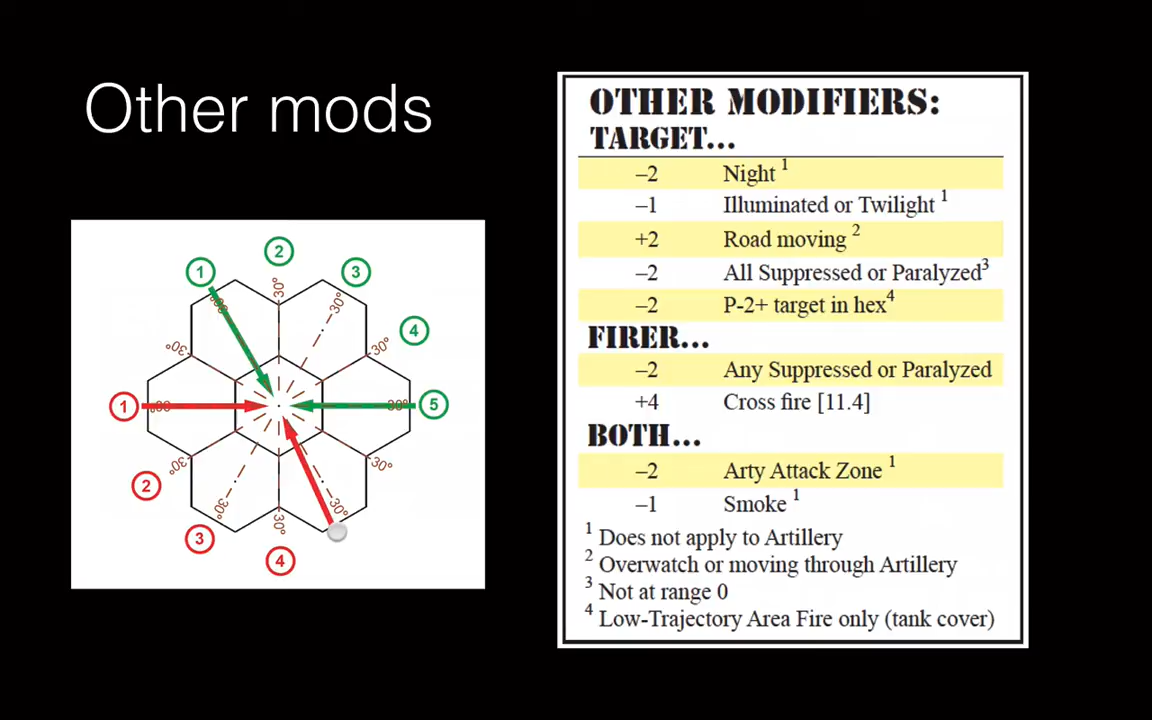 Other mods
1
2
3
4
5
1
2
3
4
30°
30°
30°
30°
30°
30°
30°
30°
30°
30°
OTHER MODIFIERS:
TARGET...
–2 Night 1
–1 Illuminated or Twilight 1
+2 Road moving 2
–2 All Suppressed or Paralyzed3
–2 P-2+ target in hex4
FIRER...
–2 Any Suppressed or Paralyzed
+4 Cross fire [11.4]
BOTH...
–2 Arty Attack Zone 1
–1 Smoke 1
1 Does not apply to Artillery
2 Overwatch or moving through Artillery
3 Not at range 0
4 Low-Trajectory Area Fire only (tank cover)